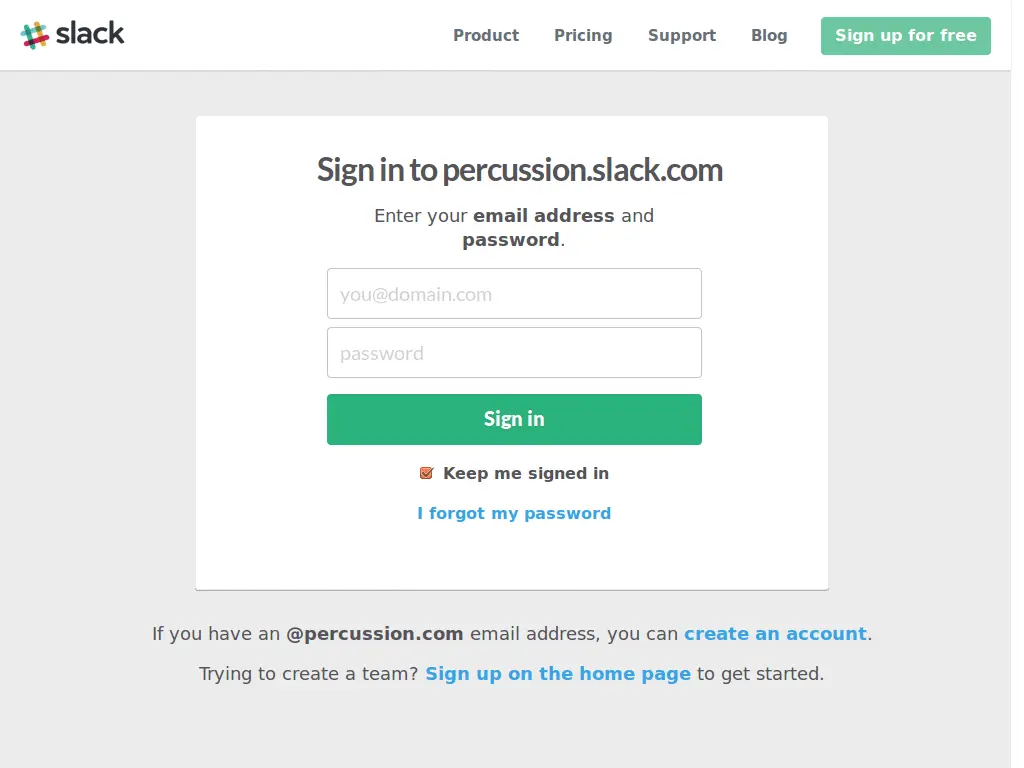 slack
Product
Pricing
Support
Blog
Sign up for free
Sign in to percussion.slack.com
Enter your email address and
password.
you@domain.com
password
Sign in
Keep me signed in
I forgot my password
If you have an @percussion.com email address, you can create an account.
Trying to create a team? Sign up on the home page to get started.